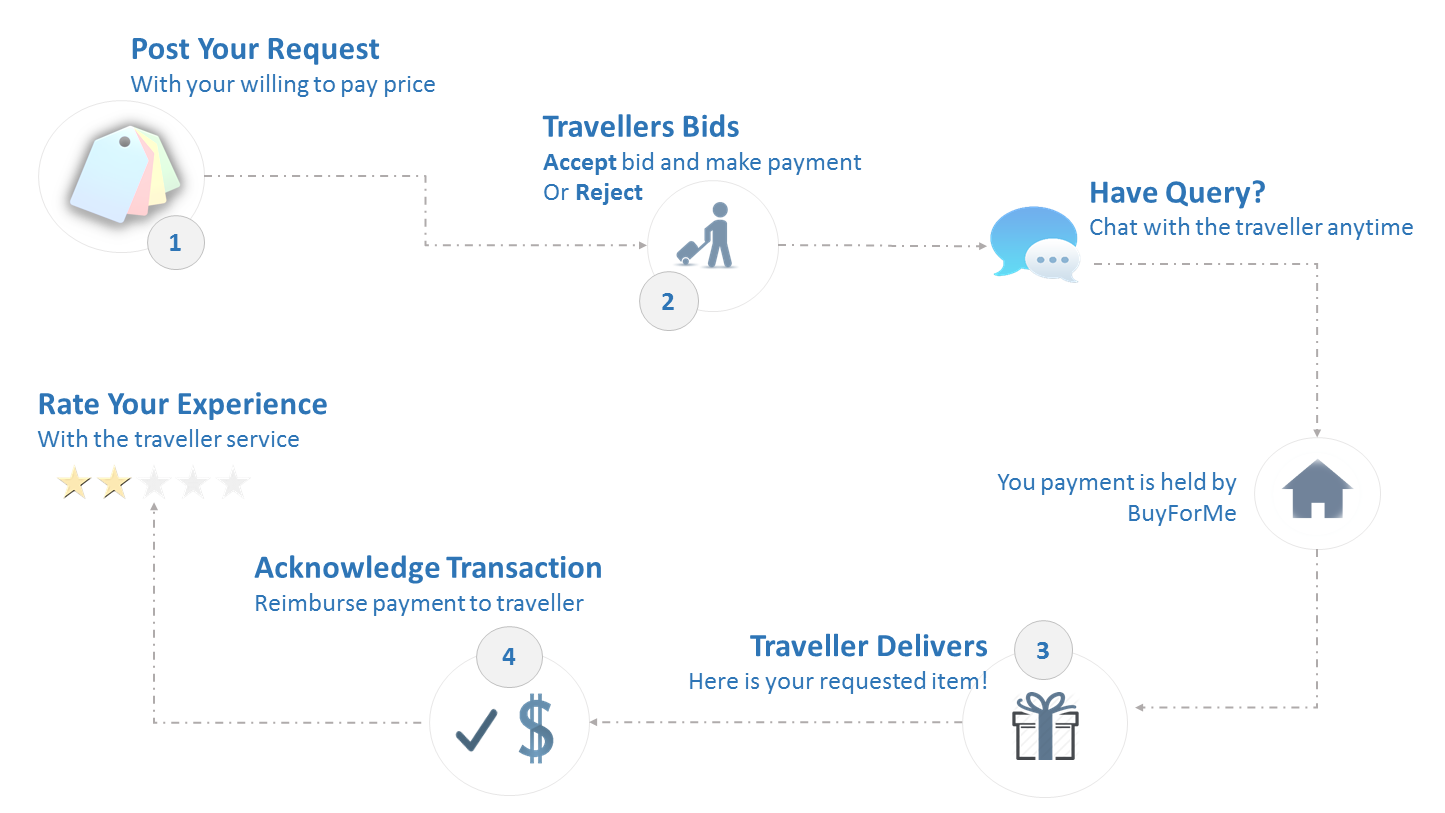 Post Your Request
With your willing to pay price
1
Travellers Bids
Accept bid and make payment
Or Reject
2
Have Query?
Chat with the traveller anytime
You payment is held by
BuyForMe
Traveller Delivers
Here is your requested item!
3
Acknowledge Transaction
Reimburse payment to traveller
4
Rate Your Experience
With the traveller service